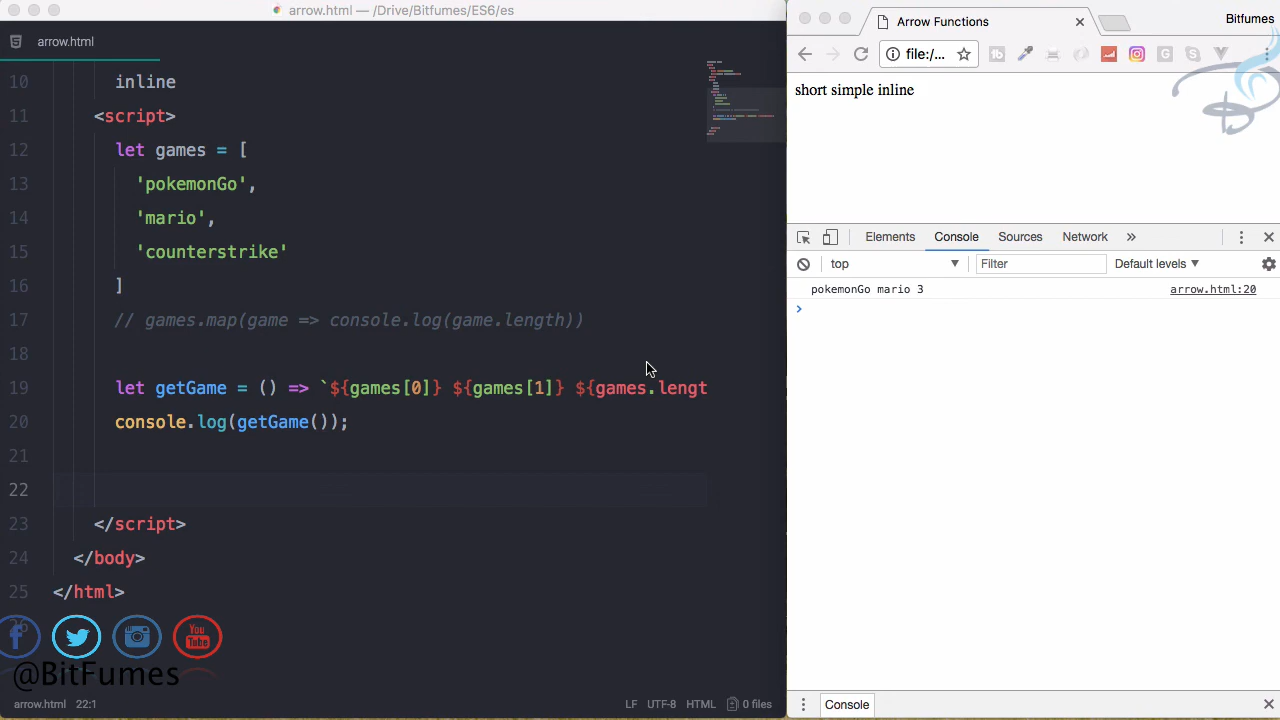 arrow.html — /Drive/Bitfumes/ES6/es
arrow.html
10 inline
11 <script>
12 let games = [
13 'pokemonGo',
14 'mario',
15 'counterstrike'
16 ]
17 // games.map(game => console.log(game.length))
18
19 let getGame = () => `${games[0]} ${games[1]} ${games.lengt
20 console.log(getGame());
21
22
23 </script>
24 </body>
25 </html>
26
@BitFumes
You
Tube
arrow.html 22:1 LF UTF-8 HTML 0 files
Arrow Functions
Bitfumes
file:/...
short simple inline
Elements Console Sources Network »
top Filter Default levels ▼
pokemonGo mario 3 arrow.html:20
>
Console